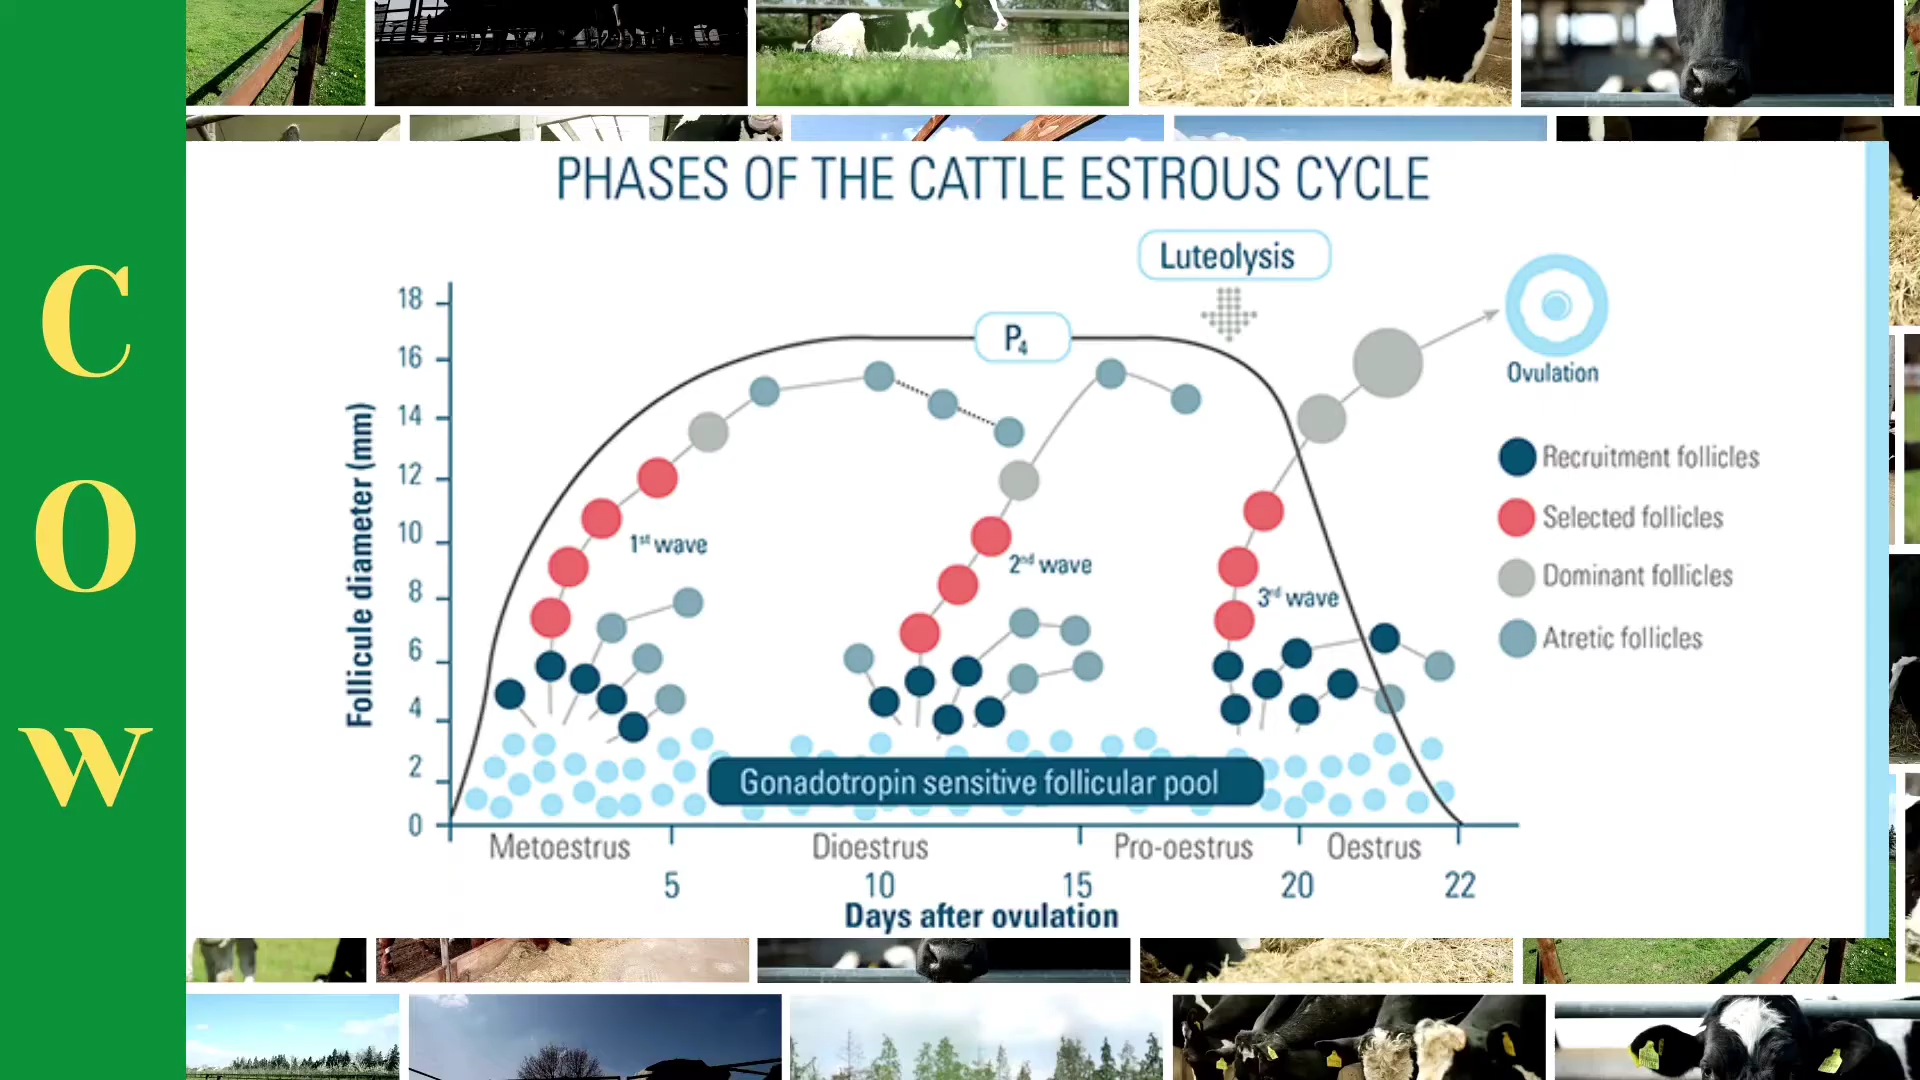 C
O
W
PHASES OF THE CATTLE ESTROUS CYCLE
Luteolysis
P4
Ovulation
Follicule diameter (mm)
18
16
14
12
10
8
6
4
2
0
1st wave
2nd wave
3rd wave
Recruitment follicles
Selected follicles
Dominant follicles
Atretic follicles
Gonadotropin sensitive follicular pool
Metoestrus Dioestrus Pro-oestrus Oestrus
5 10 15 20 22
Days after ovulation